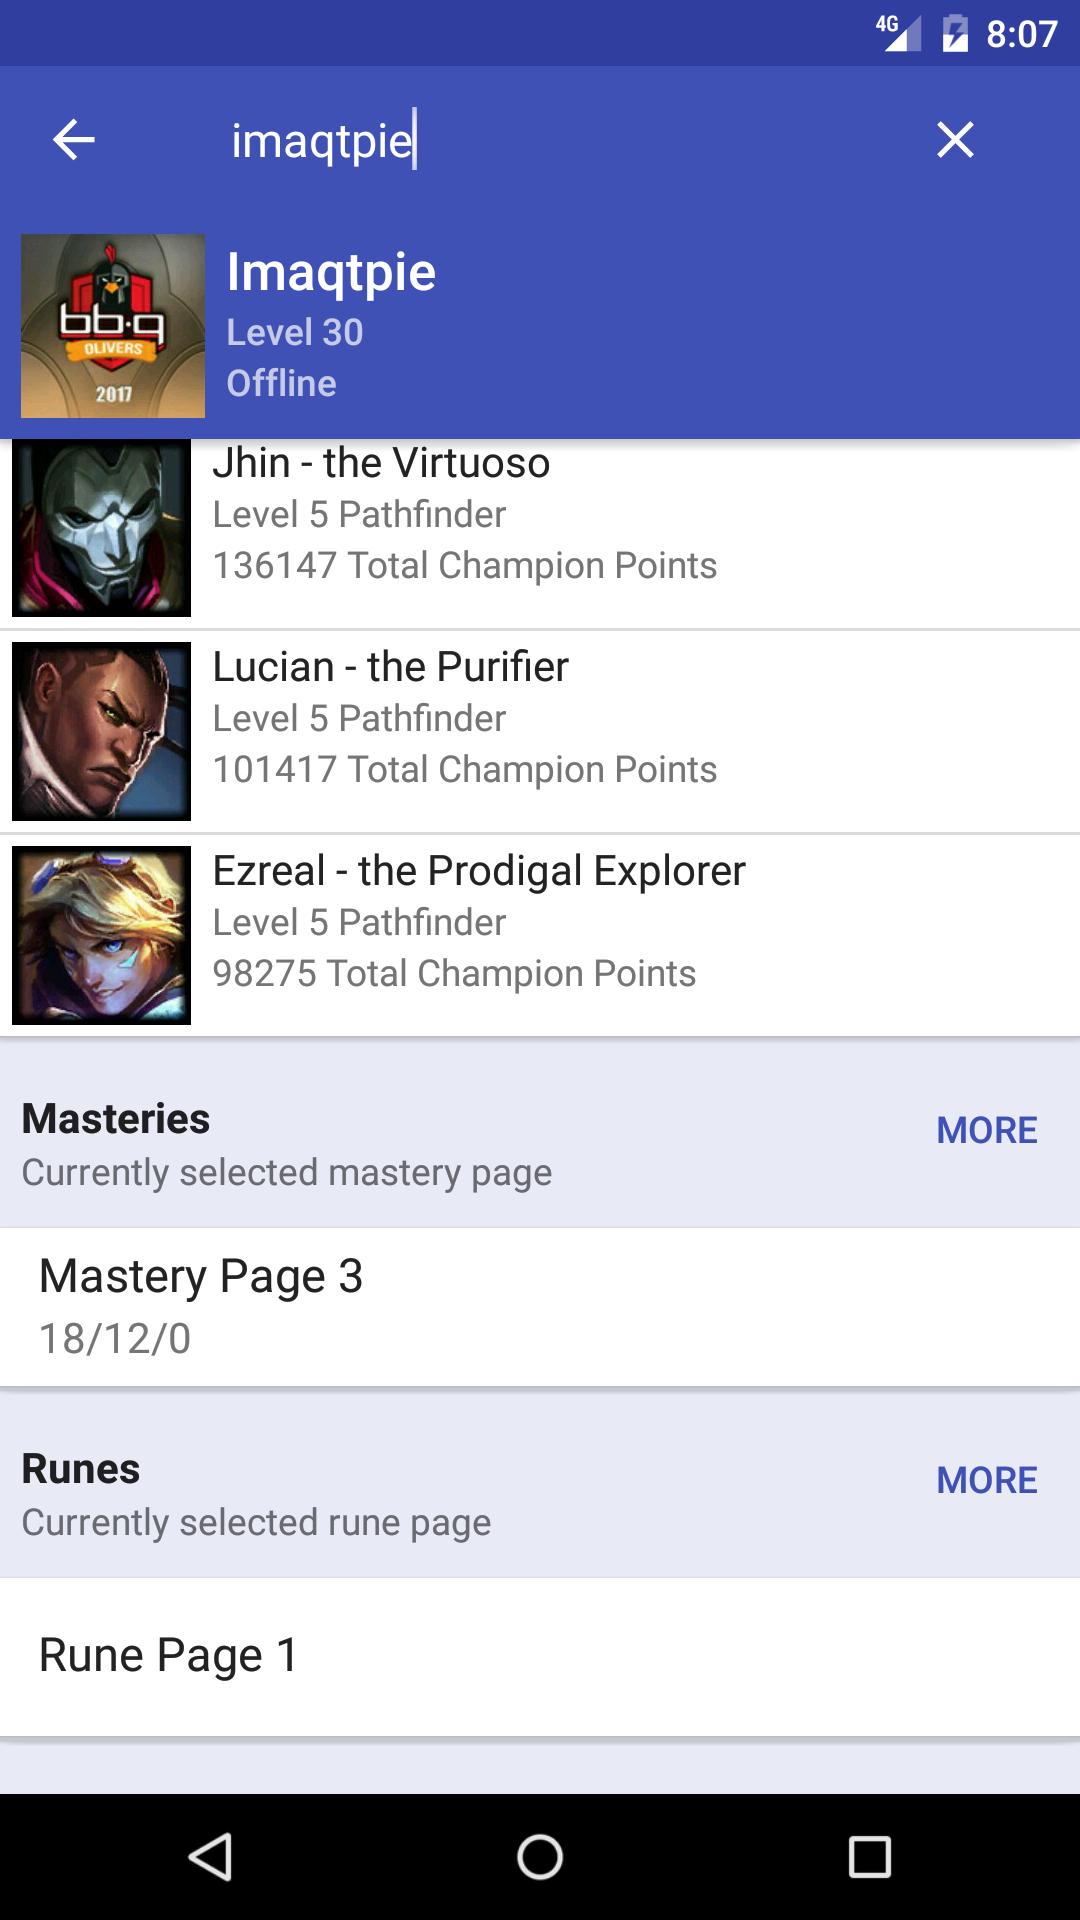 4G 8:07
imaqtpie
bb.q
OLIVERS
2017
Imaqtpie
Level 30
Offline
Jhin - the Virtuoso
Level 5 Pathfinder
136147 Total Champion Points
Lucian - the Purifier
Level 5 Pathfinder
101417 Total Champion Points
Ezreal - the Prodigal Explorer
Level 5 Pathfinder
98275 Total Champion Points
Masteries
MORE
Currently selected mastery page
Mastery Page 3
18/12/0
Runes
MORE
Currently selected rune page
Rune Page 1